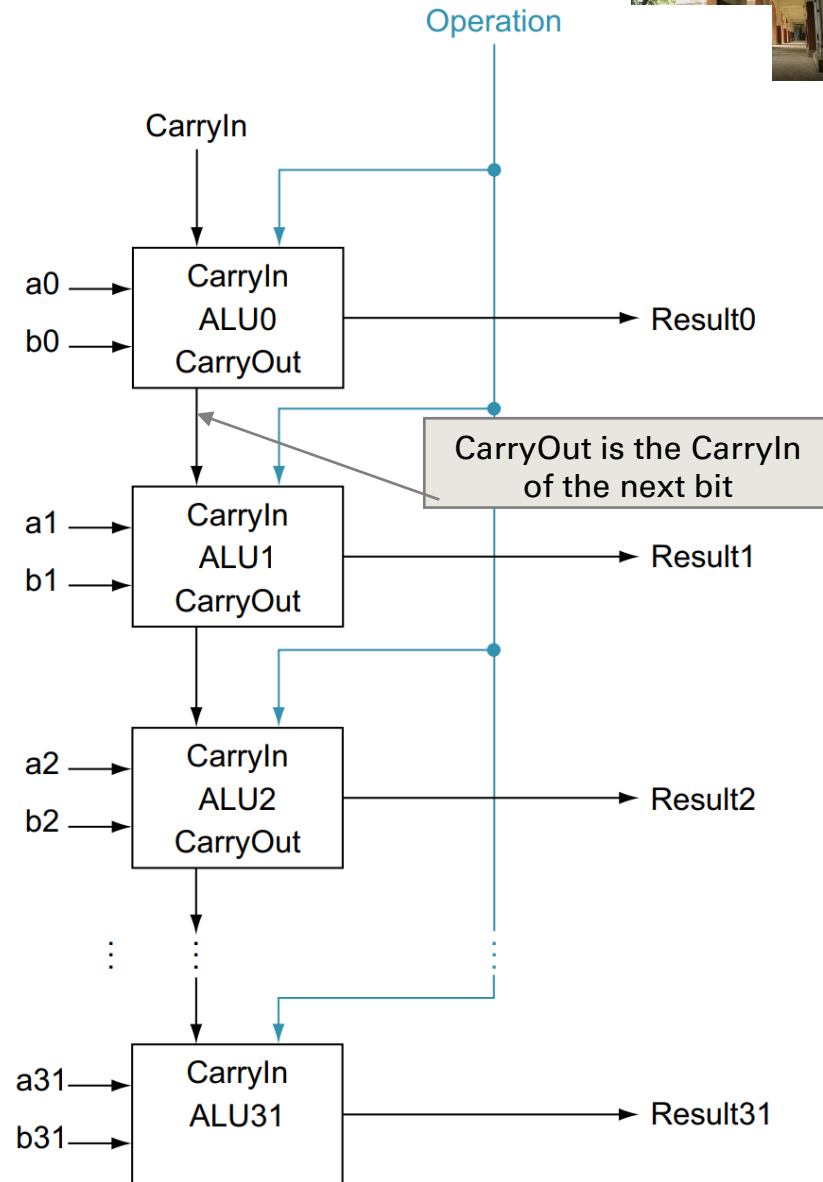 Operation
CarryIn
a0
b0
CarryIn
ALU0
CarryOut
Result0
CarryOut is the CarryIn
of the next bit
a1
b1
CarryIn
ALU1
CarryOut
Result1
a2
b2
CarryIn
ALU2
CarryOut
Result2
a31
b31
CarryIn
ALU31
Result31